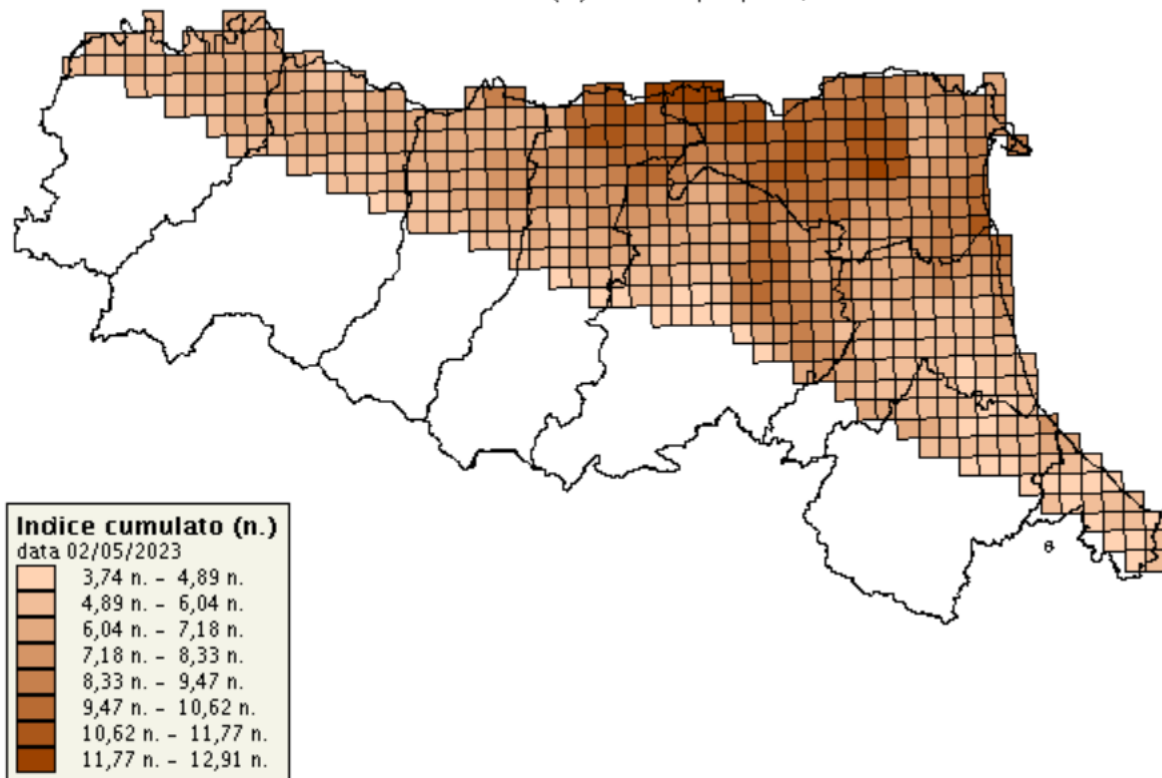 Indice cumulato (n.)
data 02/05/2023
3,74 n. - 4,89 n.
4,89 n. - 6,04 n.
6,04 n. - 7,18 n.
7,18 n. - 8,33 n.
8,33 n. - 9,47 n.
9,47 n. - 10,62 n.
10,62 n. - 11,77 n.
11,77 n. - 12,91 n.